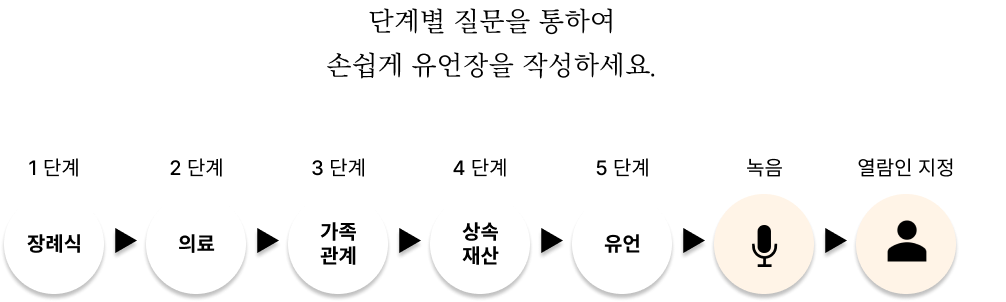 단계별 질문을 통하여
손쉽게 유언장을 작성하세요.
1 단계
2 단계
3 단계
4 단계
5 단계
녹음
열람인 지정
장례식
의료
가족
관계
상속
재산
유언